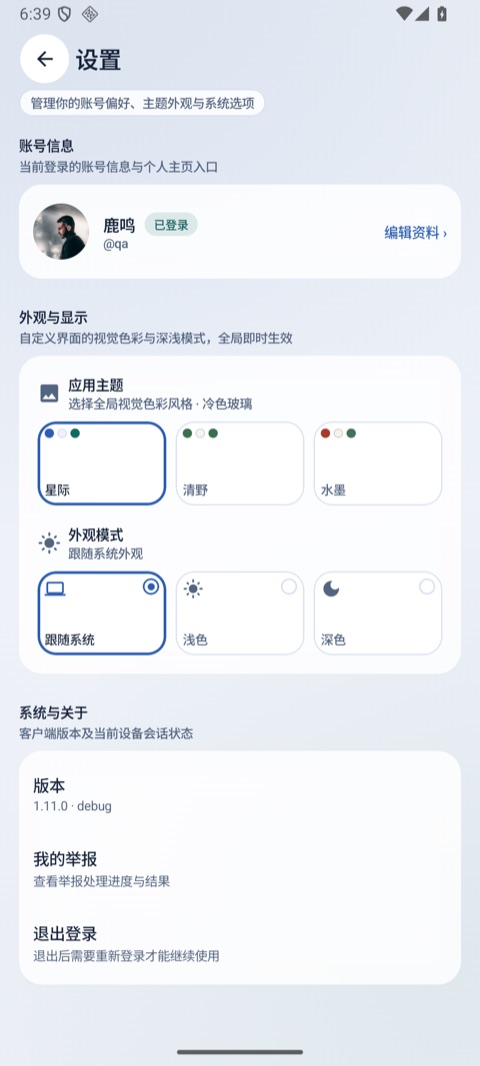 6:39
设置
管理你的账号偏好、主题外观与系统选项
账号信息
当前登录的账号信息与个人主页入口
鹿鸣 已登录
@qa
编辑资料 ›
外观与显示
自定义界面的视觉色彩与深浅模式，全局即时生效
应用主题
选择全局视觉色彩风格 · 冷色玻璃
星际 清野 水墨
外观模式
跟随系统外观
跟随系统 浅色 深色
系统与关于
客户端版本及当前设备会话状态
版本
1.11.0 · debug
我的举报
查看举报处理进度与结果
退出登录
退出后需要重新登录才能继续使用